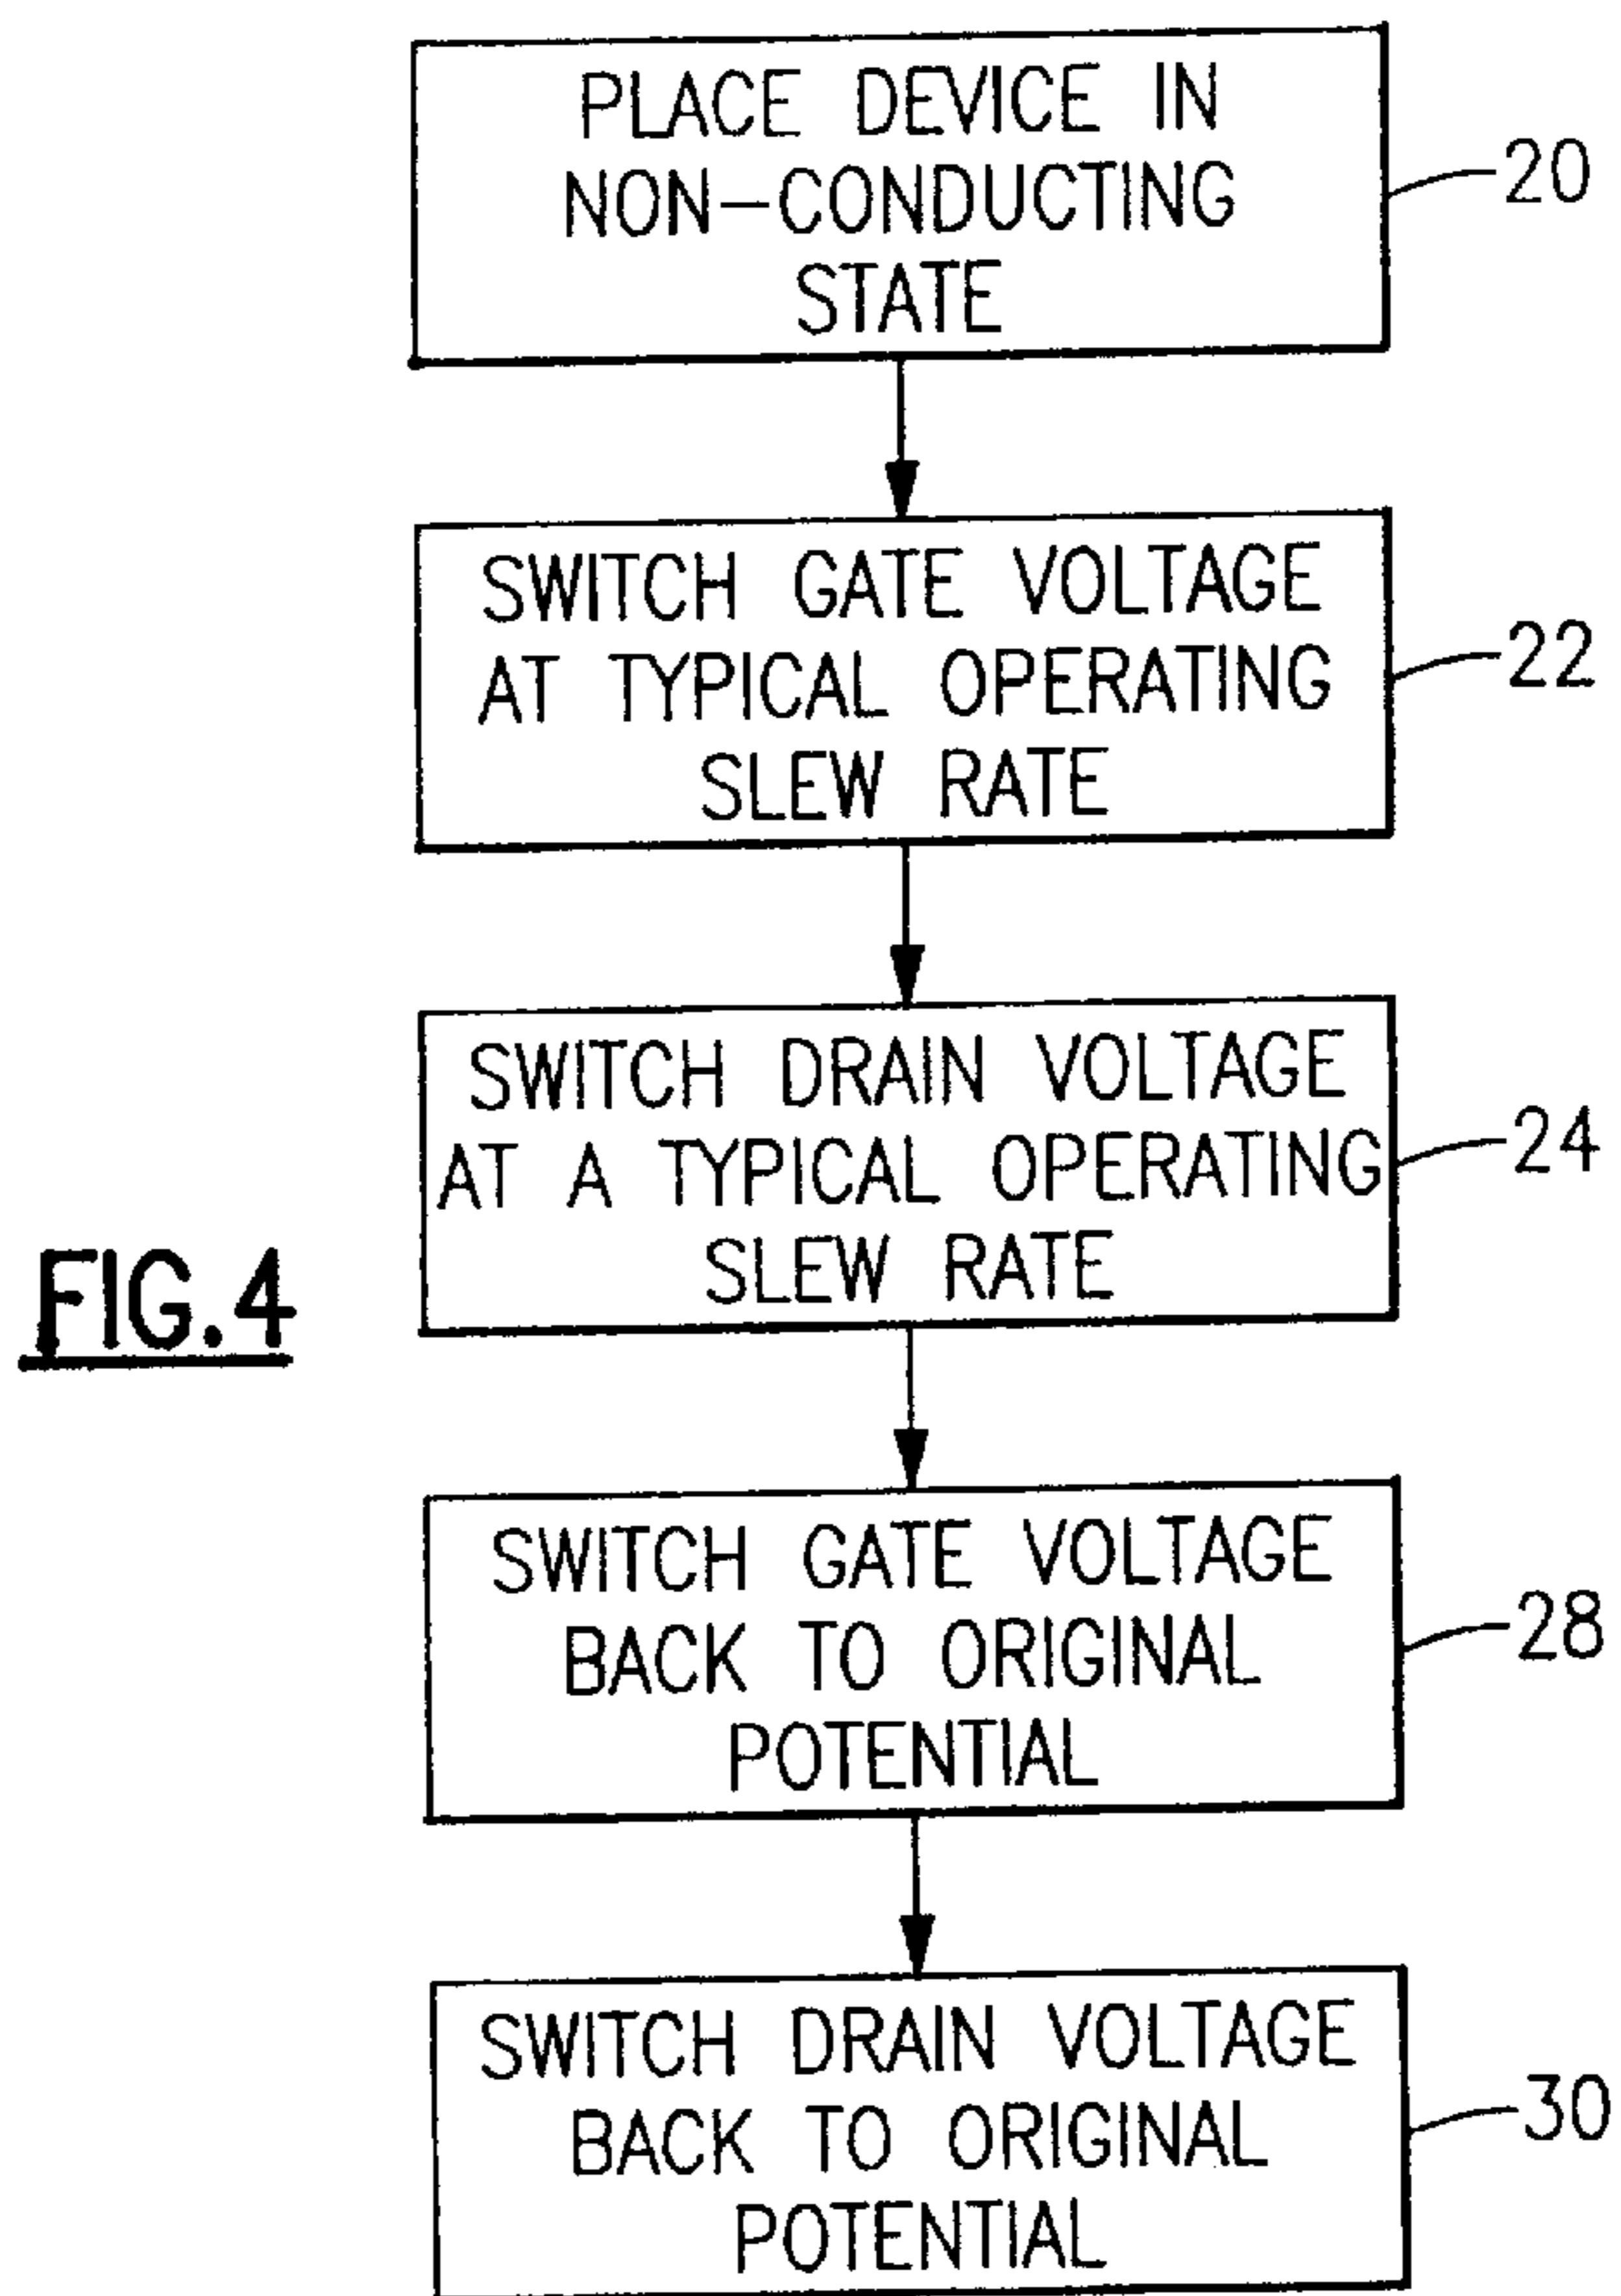 PLACE DEVICE IN
NON-CONDUCTING
STATE
20
SWITCH GATE VOLTAGE
AT TYPICAL OPERATING
SLEW RATE
22
SWITCH DRAIN VOLTAGE
AT A TYPICAL OPERATING
SLEW RATE
24
FIG.4
SWITCH GATE VOLTAGE
BACK TO ORIGINAL
POTENTIAL
28
SWITCH DRAIN VOLTAGE
BACK TO ORIGINAL
POTENTIAL
30